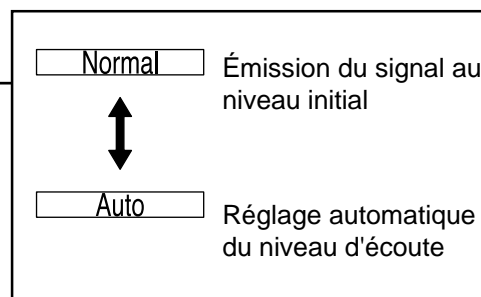 Normal
Émission du signal au
niveau initial
Auto
Réglage automatique
du niveau d'écoute